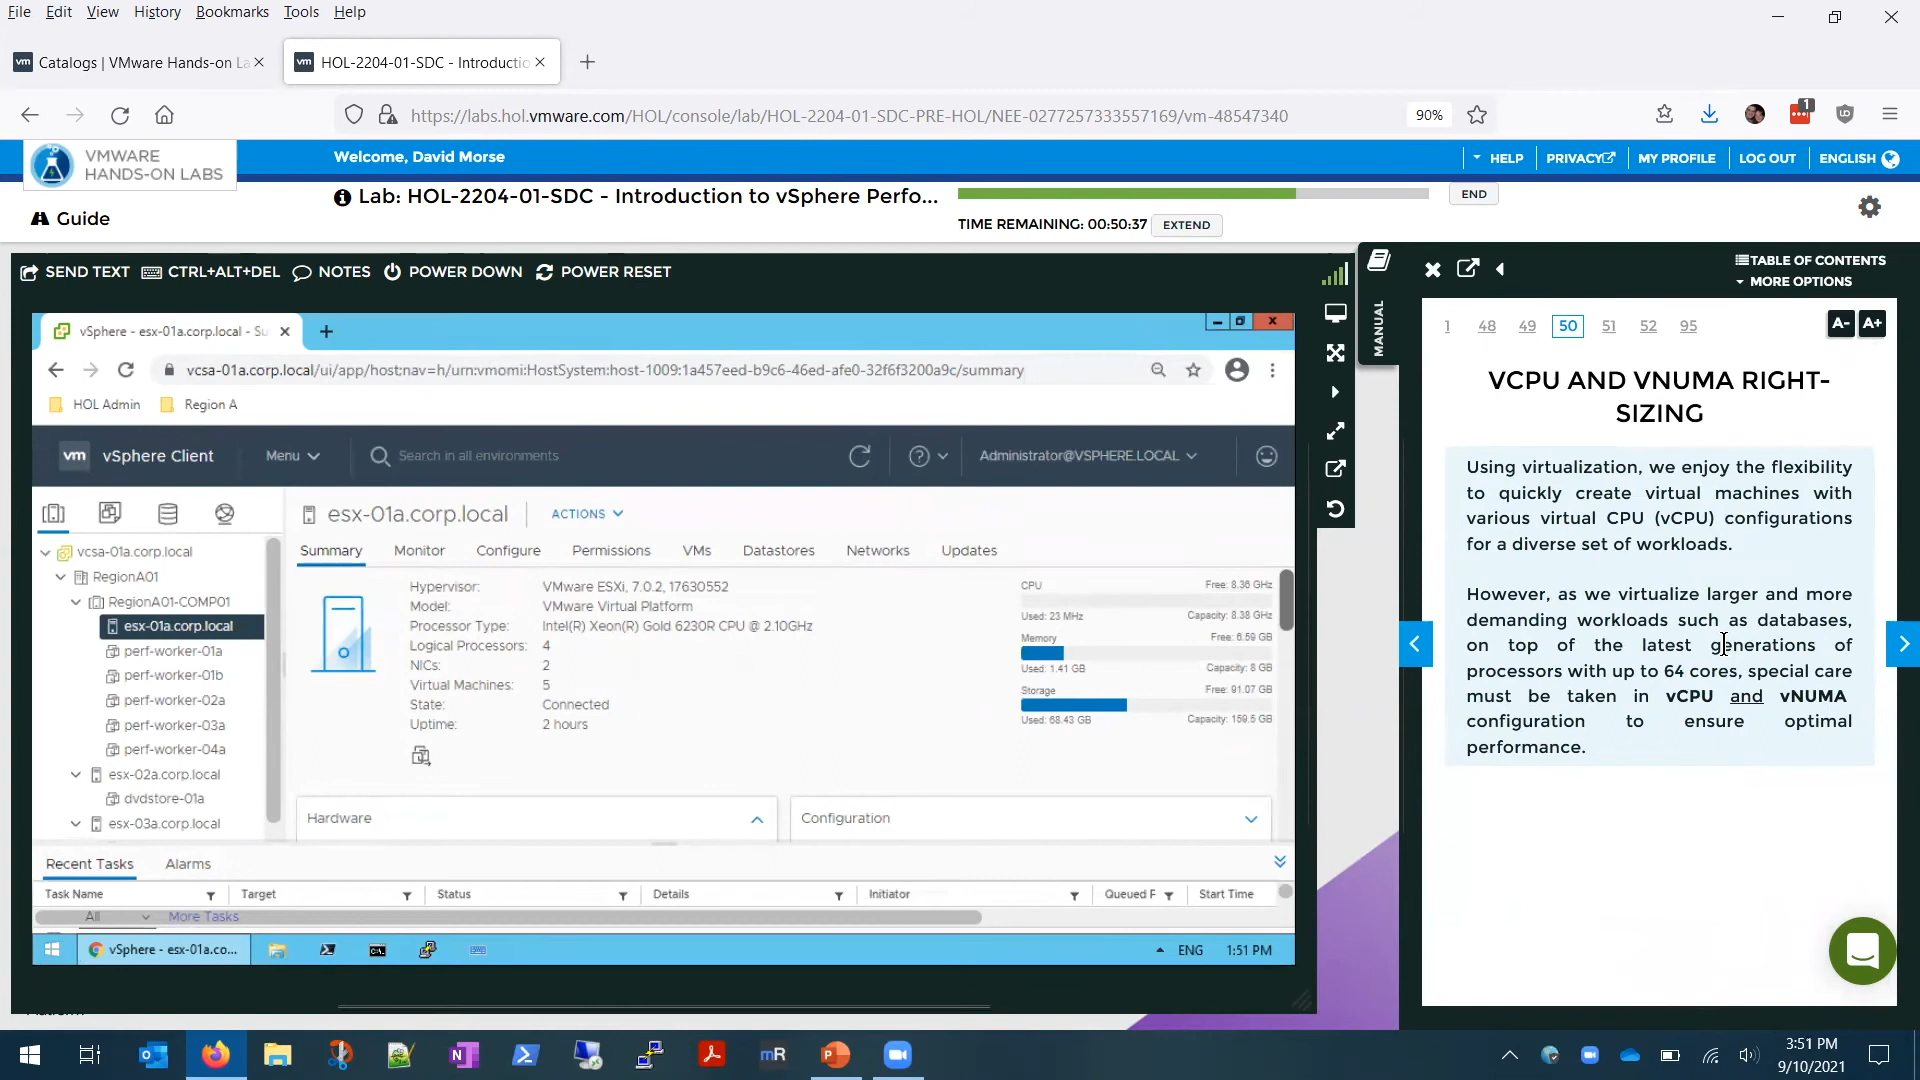 File Edit View History Bookmarks Tools Help
Catalogs | VMware Hands-on La
HOL-2204-01-SDC - Introductio
https://labs.hol.vmware.com/HOL/console/lab/HOL-2204-01-SDC-PRE-HOL/NEE-0277257333557169/vm-48547340
90%
1
VMWARE
HANDS-ON LABS
Welcome, David Morse
HELP
PRIVACY
MY PROFILE
LOG OUT
ENGLISH
Guide
Lab: HOL-2204-01-SDC - Introduction to vSphere Perfo...
END
TIME REMAINING: 00:50:37
EXTEND
SEND TEXT
CTRL+ALT+DEL
NOTES
POWER DOWN
POWER RESET
MANUAL
vSphere - esx-01a.corp.local - Su
vcsa-01a.corp.local/ui/app/host;nav=h/urn:vmomi:HostSystem:host-1009:1a457eed-b9c6-46ed-afe0-32f6f3200a9c/summary
HOL Admin
Region A
vm
vSphere Client
Menu
Search in all environments
Administrator@VSPHERE.LOCAL
vcsa-01a.corp.local
RegionA01
RegionA01-COMP01
esx-01a.corp.local
perf-worker-01a
perf-worker-01b
perf-worker-02a
perf-worker-03a
perf-worker-04a
esx-02a.corp.local
dvdstore-01a
esx-03a.corp.local
esx-01a.corp.local
ACTIONS
Summary
Monitor
Configure
Permissions
VMs
Datastores
Networks
Updates
Hypervisor: VMware ESXi, 7.0.2, 17630552
Model: VMware Virtual Platform
Processor Type: Intel(R) Xeon(R) Gold 6230R CPU @ 2.10GHz
Logical Processors: 4
NICs: 2
Virtual Machines: 5
State: Connected
Uptime: 2 hours
CPU Free: 8.36 GHz
Used: 23 MHz Capacity: 8.38 GHz
Memory Free: 6.59 GB
Used: 1.41 GB Capacity: 8 GB
Storage Free: 91.07 GB
Used: 68.43 GB Capacity: 159.5 GB
Hardware
Configuration
Recent Tasks
Alarms
Task Name
Target
Status
Details
Initiator
Queued F
Start Time
All
More Tasks
vSphere - esx-01a.co...
ENG
1:51 PM
TABLE OF CONTENTS
MORE OPTIONS
1 48 49 50 51 52 95
A- A+
VCPU AND VNUMA RIGHT-
SIZING
Using virtualization, we enjoy the flexibility
to quickly create virtual machines with
various virtual CPU (vCPU) configurations
for a diverse set of workloads.
However, as we virtualize larger and more
demanding workloads such as databases,
on top of the latest generations of
processors with up to 64 cores, special care
must be taken in vCPU and vNUMA
configuration to ensure optimal
performance.
mR
3:51 PM
9/10/2021